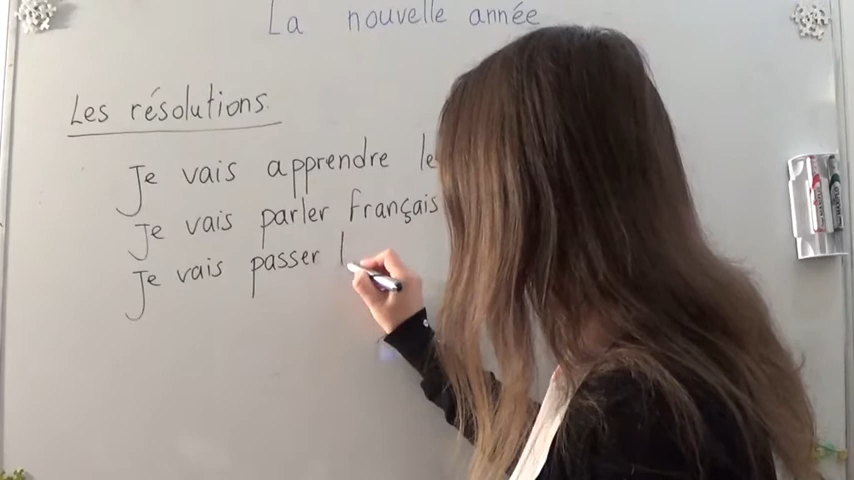 La nouvelle année
Les résolutions.
Je vais apprendre le
Je vais parler français
Je vais passer l